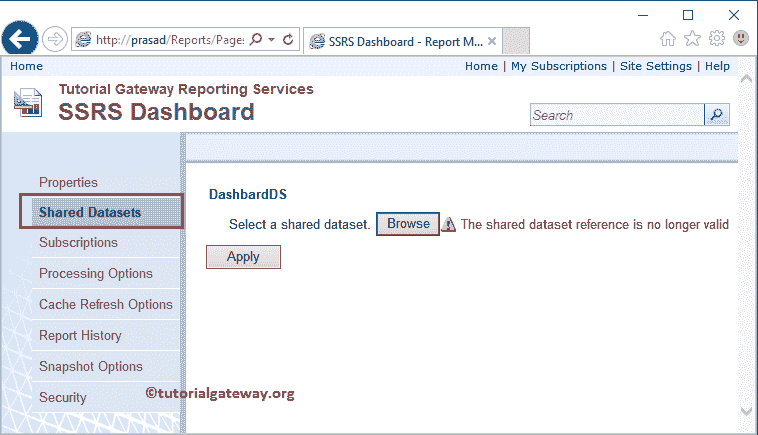 http://prasad/Reports/Page:
SSRS Dashboard - Report M...
Home
Home | My Subscriptions | Site Settings | Help
Tutorial Gateway Reporting Services
SSRS Dashboard
Search
Properties
Shared Datasets
Subscriptions
Processing Options
Cache Refresh Options
Report History
Snapshot Options
Security
DashbardDS
Select a shared dataset. Browse The shared dataset reference is no longer valid
Apply
©tutorialgateway.org